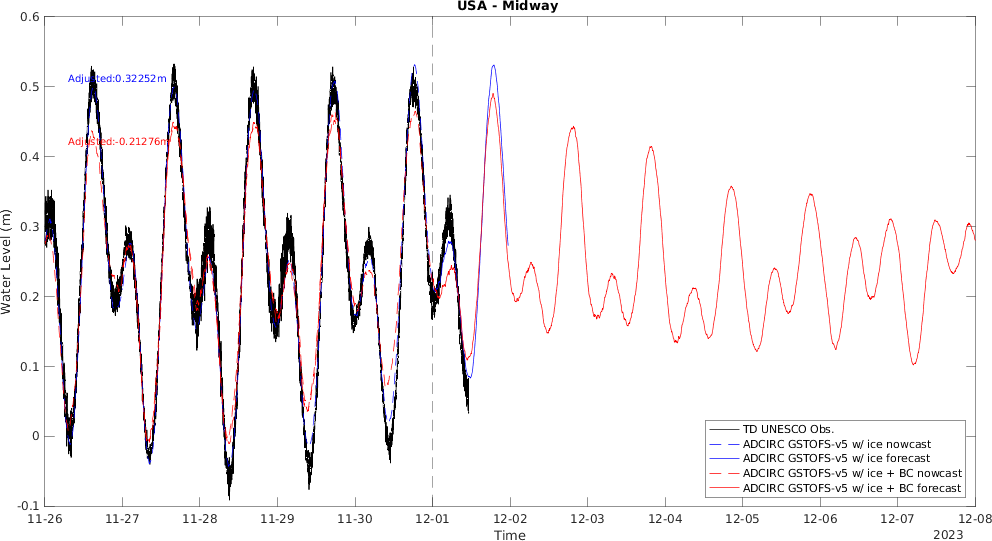 USA - Midway
0.6
0.5
0.4
0.3
0.2
0.1
0
-0.1
Water Level (m)
Adjusted:0.32252m
Adjusted:-0.21276m
TD UNESCO Obs.
ADCIRC GSTOFS-v5 w/ ice nowcast
ADCIRC GSTOFS-v5 w/ ice forecast
ADCIRC GSTOFS-v5 w/ ice + BC nowcast
ADCIRC GSTOFS-v5 w/ ice + BC forecast
11-26 11-27 11-28 11-29 11-30 12-01 12-02 12-03 12-04 12-05 12-06 12-07 12-08
Time
2023